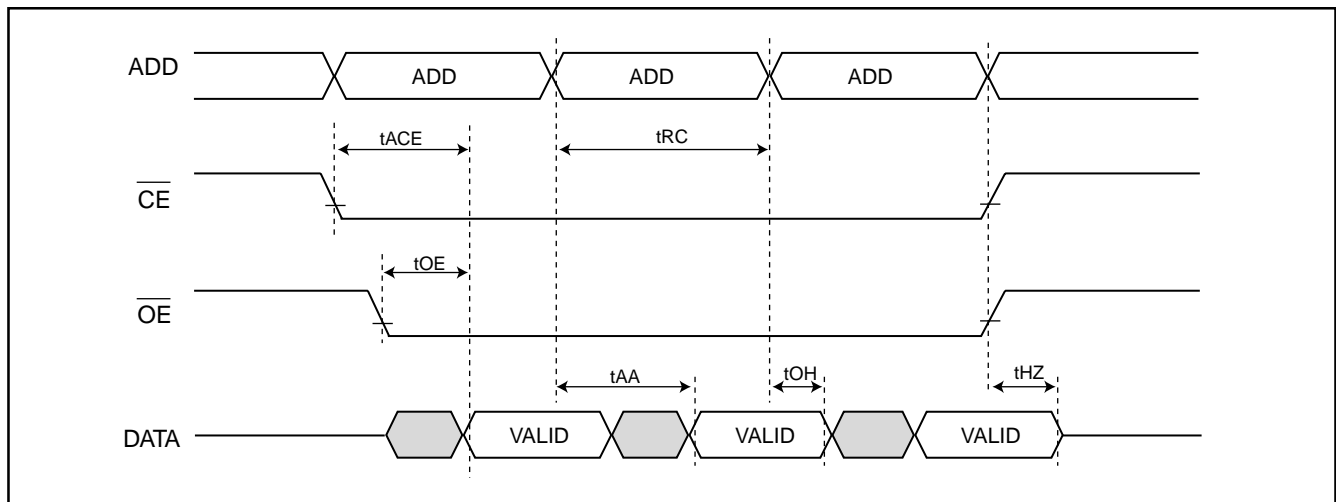 ADD ADD ADD ADD
tACE tRC
CE
tOE
OE
tAA tOH tHZ
DATA VALID VALID VALID